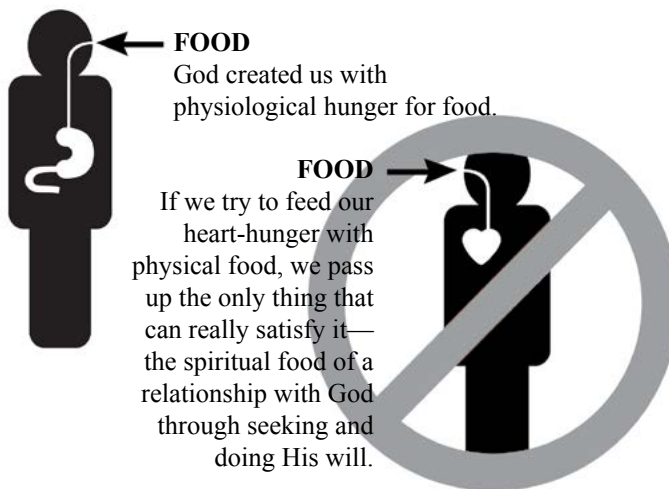 FOOD
God created us with
physiological hunger for food.
FOOD
If we try to feed our
heart-hunger with
physical food, we pass
up the only thing that
can really satisfy it—
the spiritual food of a
relationship with God
through seeking and
doing His will.